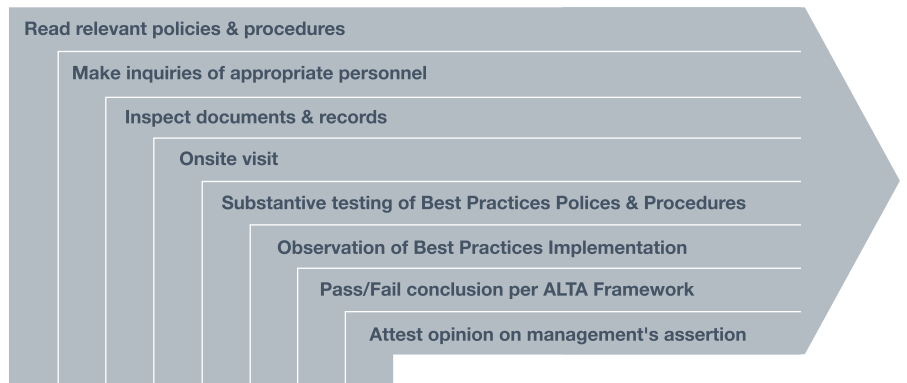 Read relevant policies & procedures
Make inquiries of appropriate personnel
Inspect documents & records
Onsite visit
Substantive testing of Best Practices Polices & Procedures
Observation of Best Practices Implementation
Pass/Fail conclusion per ALTA Framework
Attest opinion on management's assertion